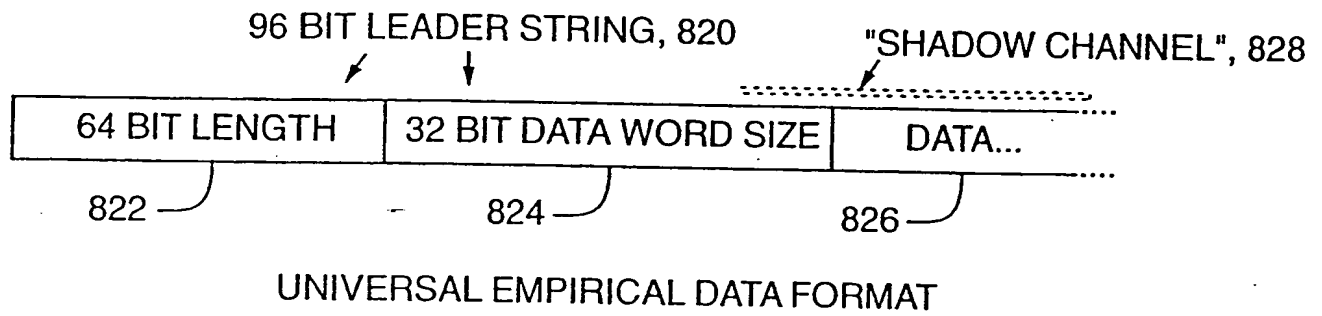 96 BIT LEADER STRING, 820
"SHADOW CHANNEL", 828
64 BIT LENGTH
32 BIT DATA WORD SIZE
DATA...
822
824
826
UNIVERSAL EMPIRICAL DATA FORMAT